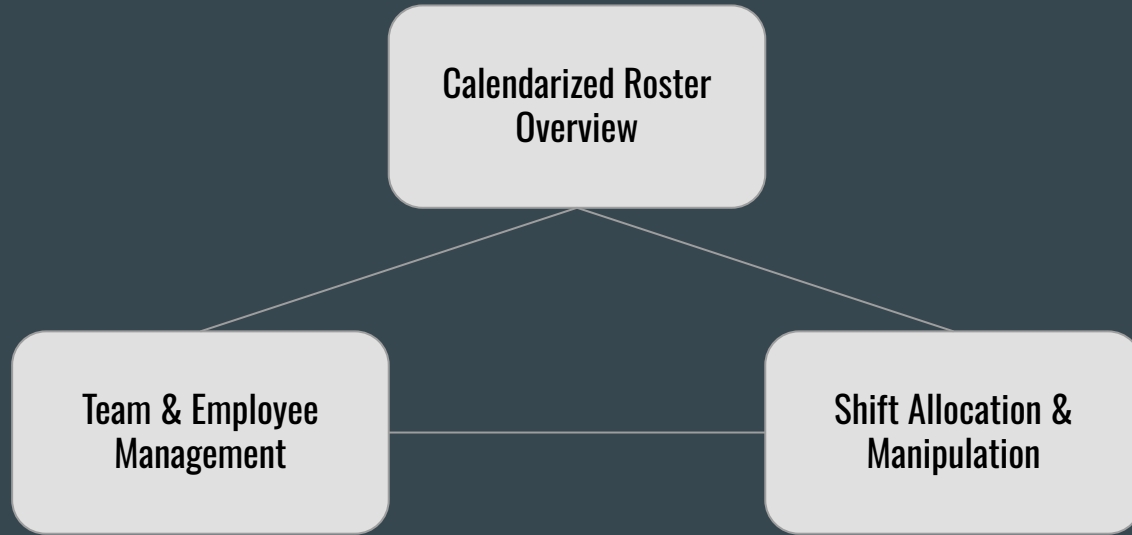 Calendarized Roster
Overview
Team & Employee
Management
Shift Allocation &
Manipulation